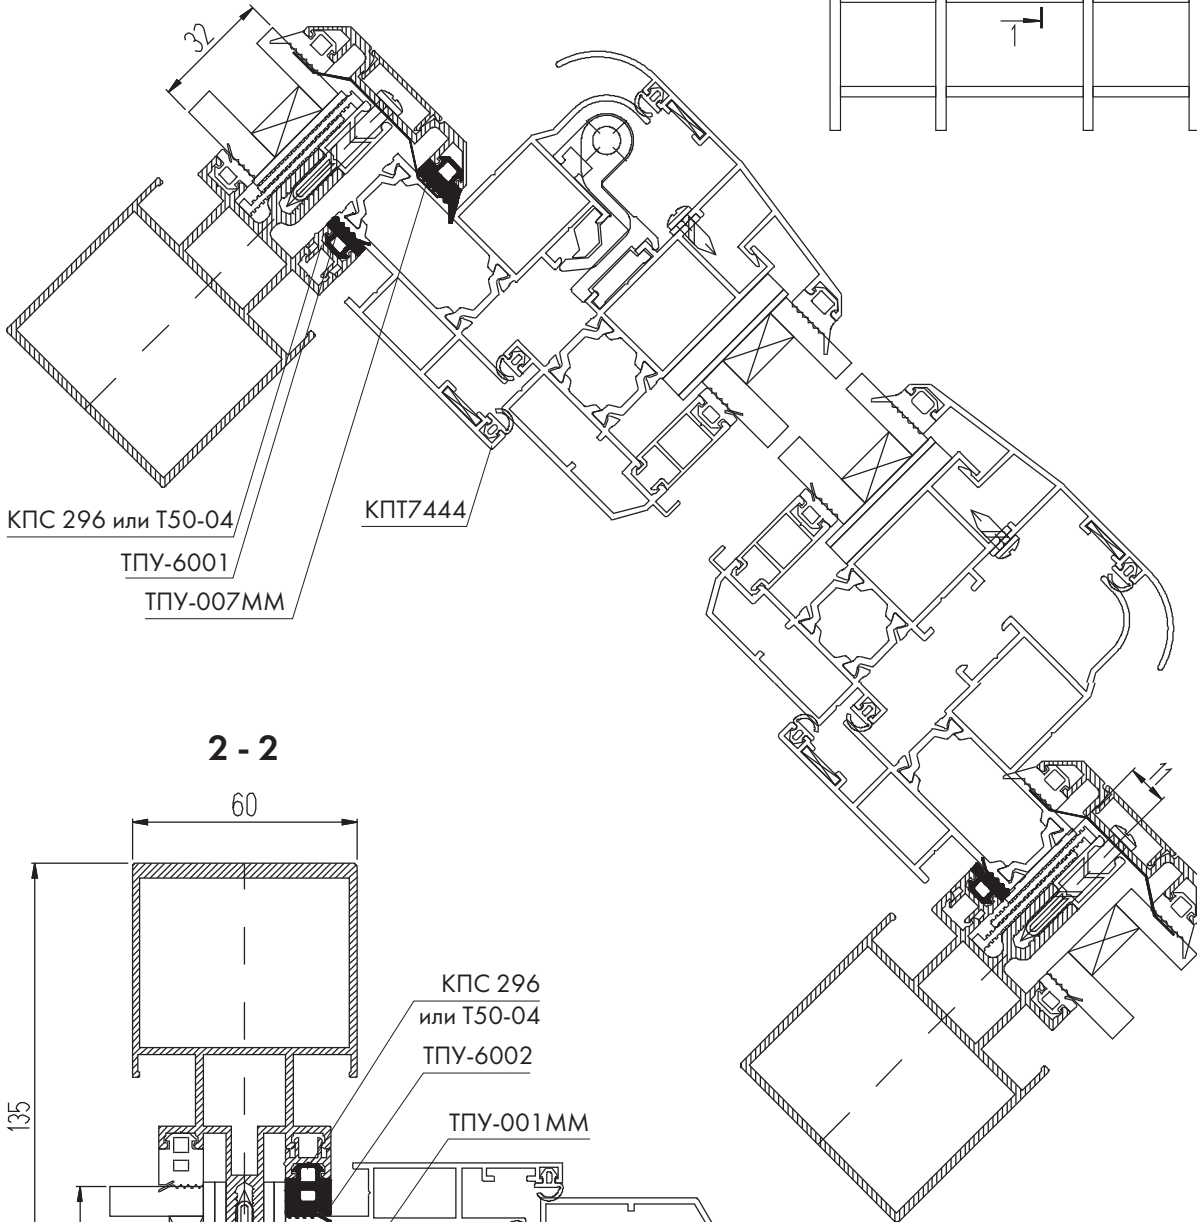 32
1
КПС 296 или Т50-04
ТПУ-6001
ТПУ-007ММ
КПТ7444
11
2 - 2
60
135
КПС 296
или Т50-04
ТПУ-6002
ТПУ-001ММ